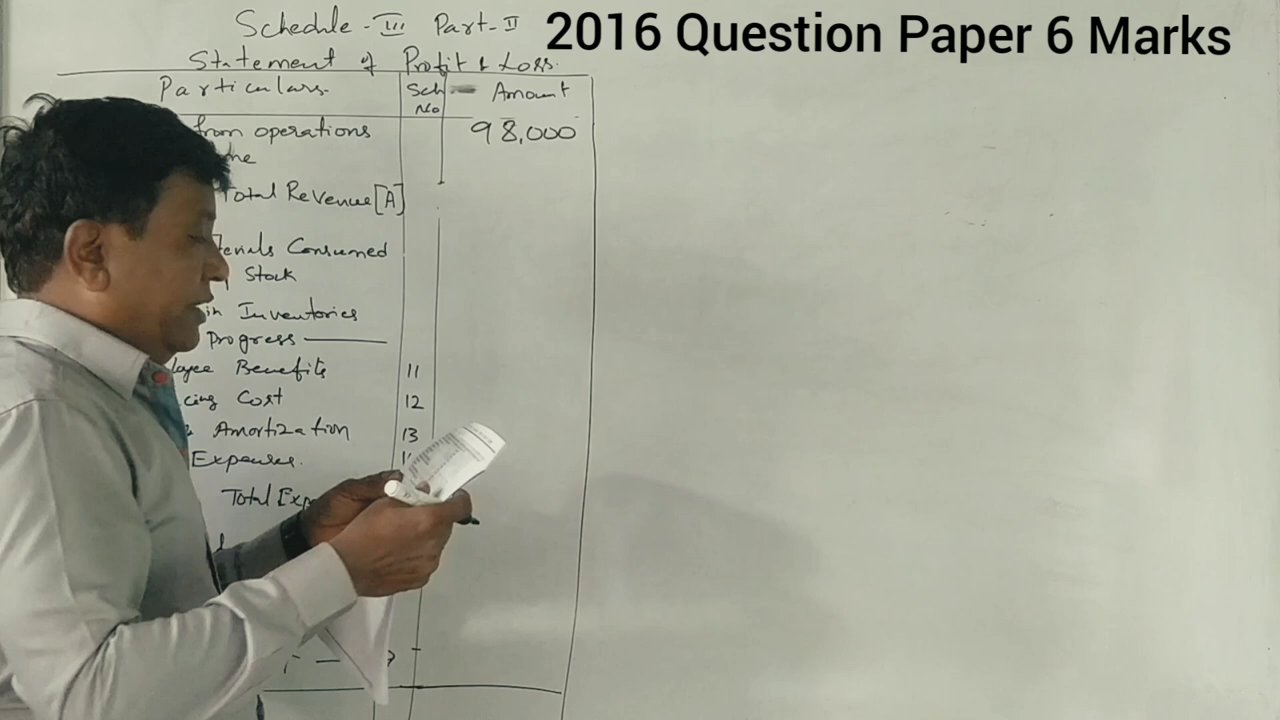 2016 Question Paper 6 Marks
Schedule - III Part - II
Statement of Profit & Loss.
Particulars. Sch No Amount
from operations 98,000
Total Revenue [A]
Consumed
Stock
in Inventories
Progress
Benefits 11
Cost 12
Amortization 13
Expenses.
Total